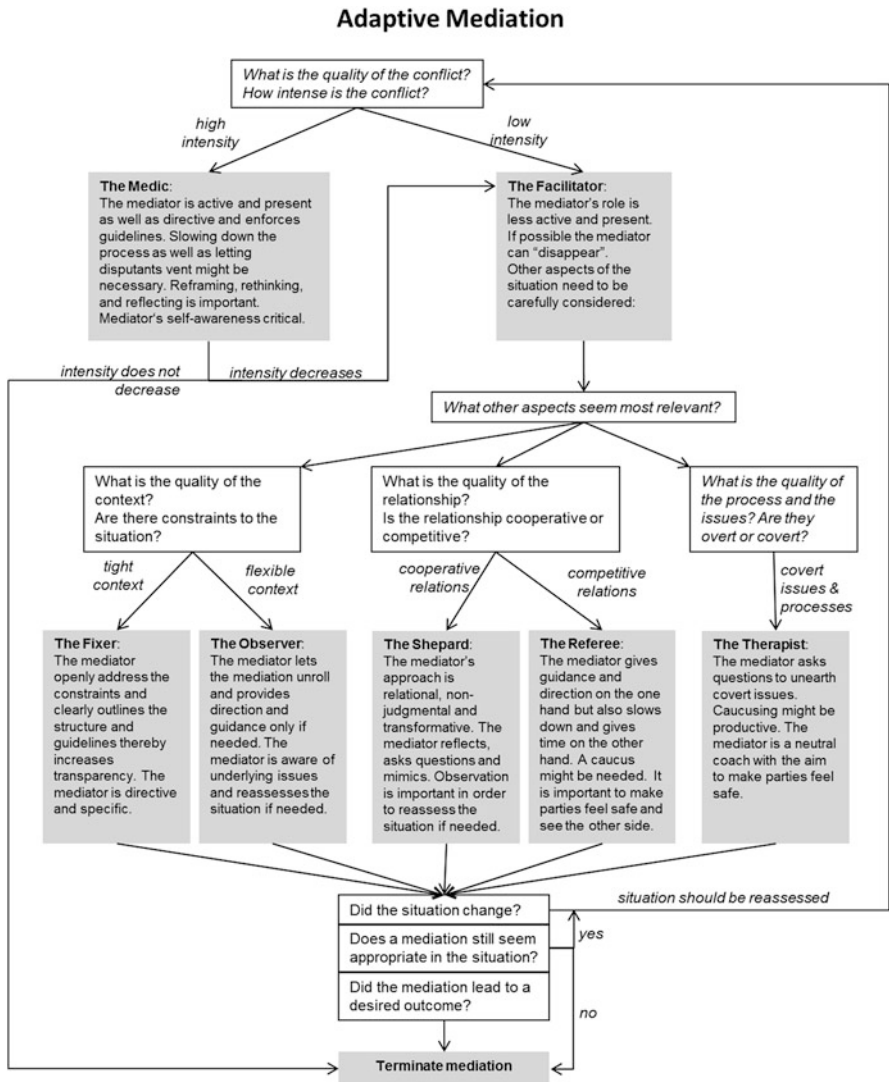 Adaptive Mediation
What is the quality of the conflict?
How intense is the conflict?
high
intensity
low
intensity
The Medic:
The mediator is active and present
as well as directive and enforces
guidelines. Slowing down the
process as well as letting
disputants vent might be
necessary. Reframing, rethinking,
and reflecting is important.
Mediator's self-awareness critical.
The Facilitator:
The mediator's role is
less active and present.
If possible the mediator
can “disappear”.
Other aspects of the
situation need to be
carefully considered:
intensity does not
decrease
intensity decreases
What other aspects seem most relevant?
What is the quality of the
context?
Are there constraints to the
situation?
What is the quality of the
relationship?
Is the relationship cooperative or
competitive?
What is the quality of
the process and the
issues? Are they
overt or covert?
tight
context
flexible
context
cooperative
relations
competitive
relations
covert
issues &
processes
The Fixer:
The mediator
openly address the
constraints and
clearly outlines the
structure and
guidelines thereby
increases
transparency. The
mediator is directive
and specific.
The Observer:
The mediator lets
the mediation unroll
and provides
direction and
guidance only if
needed. The
mediator is aware of
underlying issues
and reassesses the
situation if needed.
The Shepard:
The mediator's
approach is
relational, non-
judgmental and
transformative. The
mediator reflects,
asks questions and
mimics. Observation
is important in order
to reassess the
situation if needed.
The Referee:
The mediator gives
guidance and
direction on the one
hand but also slows
down and gives
time on the other
hand. A caucus
might be needed. It
is important to make
parties feel safe and
see the other side.
The Therapist:
The mediator asks
questions to unearth
covert issues.
Caucusing might be
productive. The
mediator is a neutral
coach with the aim
to make parties feel
safe.
Did the situation change?
situation should be reassessed
Does a mediation still seem
appropriate in the situation?
yes
Did the mediation lead to a
desired outcome?
no
Terminate mediation